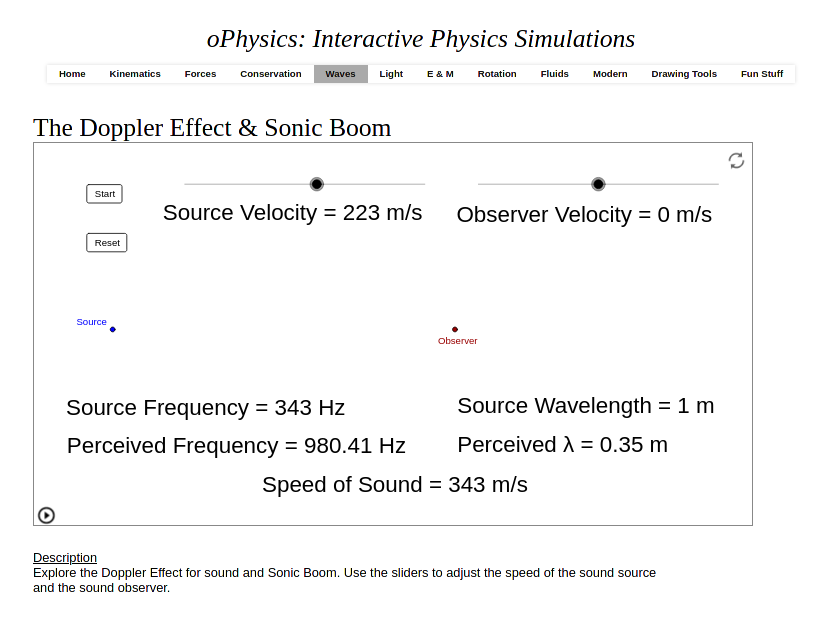 oPhysics: Interactive Physics Simulations
Home Kinematics Forces Conservation Waves Light E & M Rotation Fluids Modern Drawing Tools Fun Stuff
The Doppler Effect & Sonic Boom
Start
Source Velocity = 223 m/s
Observer Velocity = 0 m/s
Reset
Source
Observer
Source Frequency = 343 Hz
Source Wavelength = 1 m
Perceived Frequency = 980.41 Hz
Perceived λ = 0.35 m
Speed of Sound = 343 m/s
Description
Explore the Doppler Effect for sound and Sonic Boom. Use the sliders to adjust the speed of the sound source
and the sound observer.